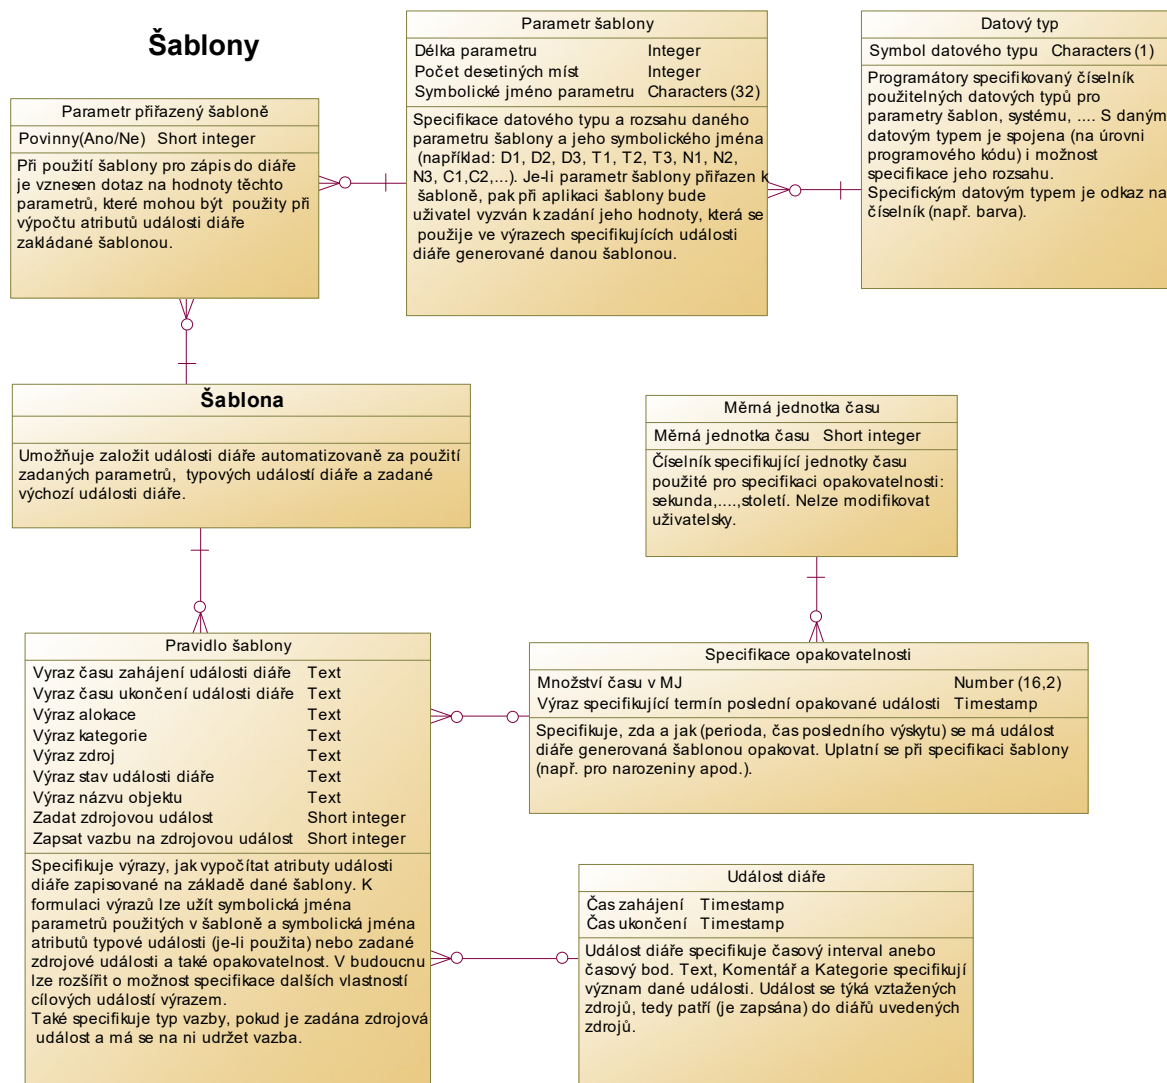 Šablony
Parametr přiřazený šabloně
Povinny(Ano/Ne) Short integer
Při použití šablony pro zápis do diáře
je vznesen dotaz na hodnoty těchto
parametrů, které mohou být použity při
výpočtu atributů události diáře
zakládané šablonou.
Parametr šablony
Délka parametru Integer
Počet desetiných míst Integer
Symbolické jméno parametru Characters (32)
Specifikace datového typu a rozsahu daného
parametru šablony a jeho symbolického jména
(například: D1, D2, D3, T1, T2, T3, N1, N2,
N3, C1,C2,...). Je-li parametr šablony přiřazen k
šabloně, pak při aplikaci šablony bude
uživatel vyzván k zadání jeho hodnoty, která se
použije ve výrazech specifikujících události
diáře generované danou šablonou.
Datový typ
Symbol datového typu Characters (1)
Programátory specifikovaný číselník
použitelných datových typů pro
parametry šablon, systému, .... S daným
datovým typem je spojena (na úrovni
programového kódu) i možnost
specifikace jeho rozsahu.
Specifickým datovým typem je odkaz na
číselník (např. barva).
Šablona
Umožňuje založit události diáře automatizovaně za použití
zadaných parametrů, typových událostí diáře a zadané
výchozí události diáře.
Měrná jednotka času
Měrná jednotka času Short integer
Číselník specifikující jednotky času
použité pro specifikaci opakovatelnosti:
sekunda,....,století. Nelze modifikovat
uživatelsky.
Pravidlo šablony
Vyraz času zahájení události diáře Text
Vyraz času ukončení události diáře Text
Výraz alokace Text
Výraz kategorie Text
Výraz zdroj Text
Výraz stav události diáře Text
Výraz názvu objektu Text
Zadat zdrojovou událost Short integer
Zapsat vazbu na zdrojovou událost Short integer
Specifikuje výrazy, jak vypočítat atributy události
diáře zapisované na základě dané šablony. K
formulaci výrazů lze užít symbolická jména
parametrů použitých v šabloně a symbolická jména
atributů typové události (je-li použita) nebo zadané
zdrojové události a také opakovatelnost. V budoucnu
lze rozšířit o možnost specifikace dalších vlastností
cílových událostí výrazem.
Také specifikuje typ vazby, pokud je zadána zdrojová
událost a má se na ni udržet vazba.
Specifikace opakovatelnosti
Množství času v MJ Number (16,2)
Výraz specifikující termín poslední opakované události Timestamp
Specifikuje, zda a jak (perioda, čas posledního výskytu) se má událost
diáře generovaná šablonou opakovat. Uplatní se při specifikaci šablony
(např. pro narozeniny apod.).
Událost diáře
Čas zahájení Timestamp
Čas ukončení Timestamp
Událost diáře specifikuje časový interval anebo
časový bod. Text, Komentář a Kategorie specifikují
význam dané události. Událost se týká vztažených
zdrojů, tedy patří (je zapsána) do diářů uvedených
zdrojů.